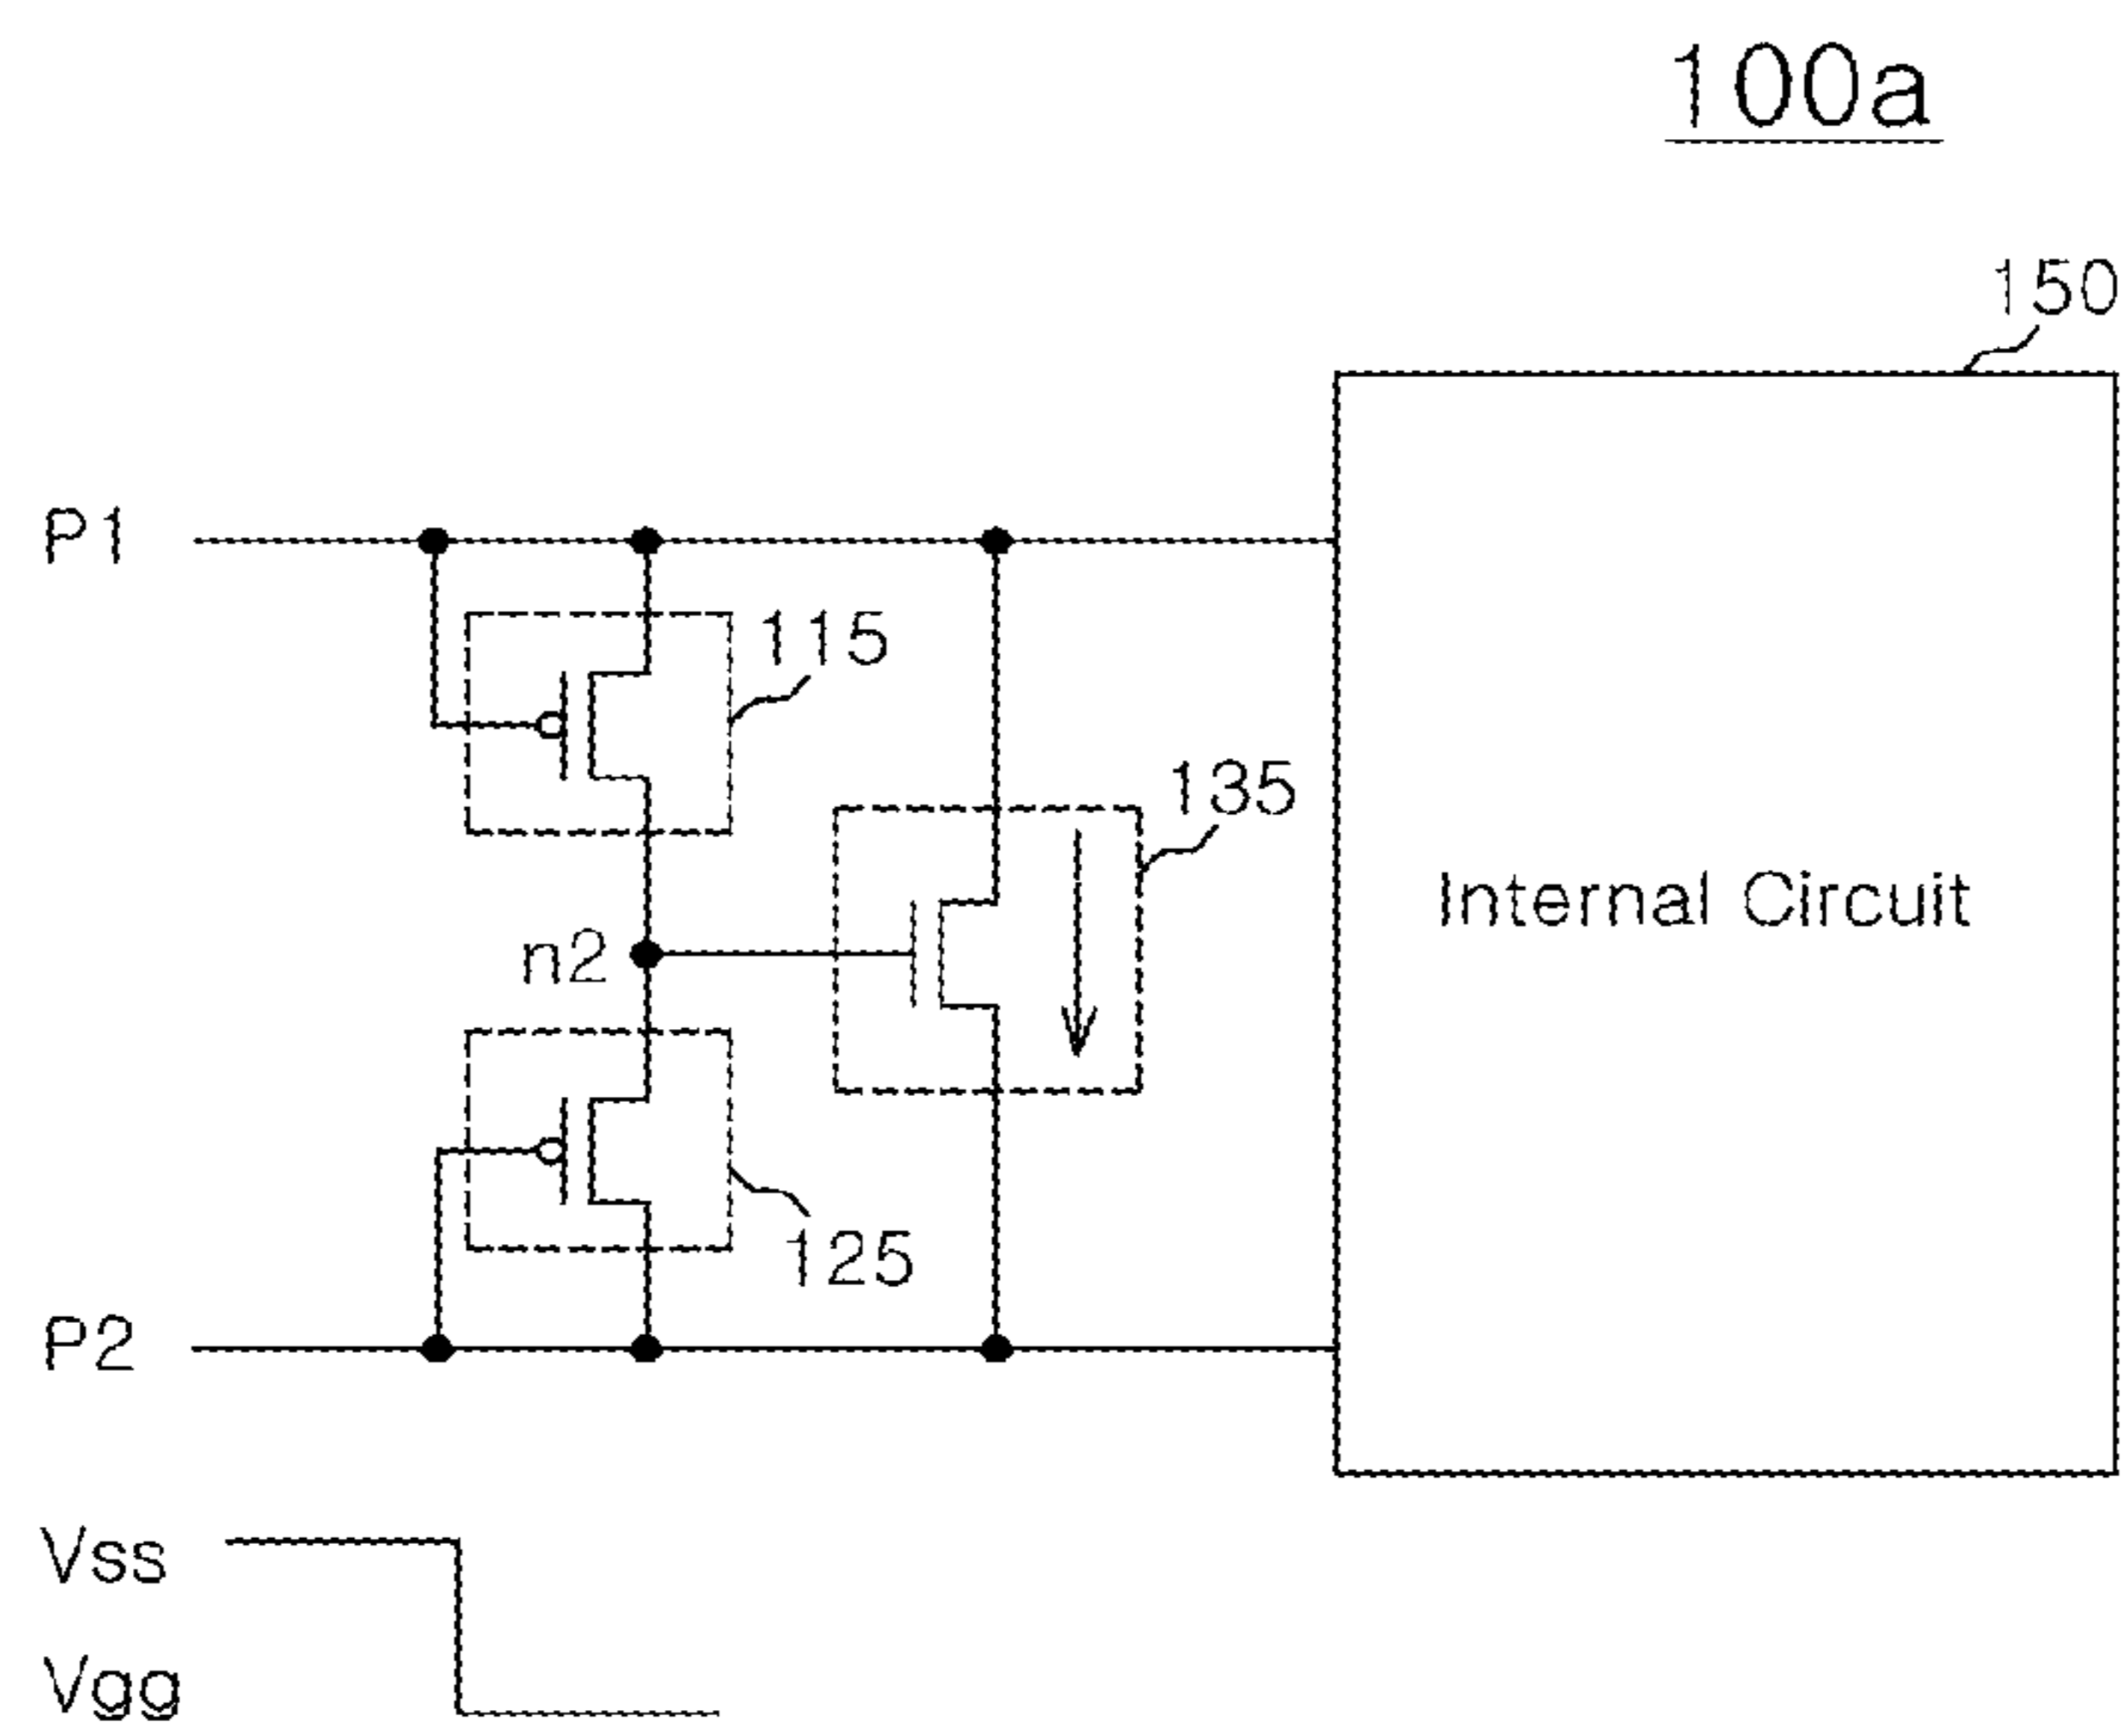 100a
150
P1
115
135
Internal Circuit
n2
125
P2
Vss
Vgg